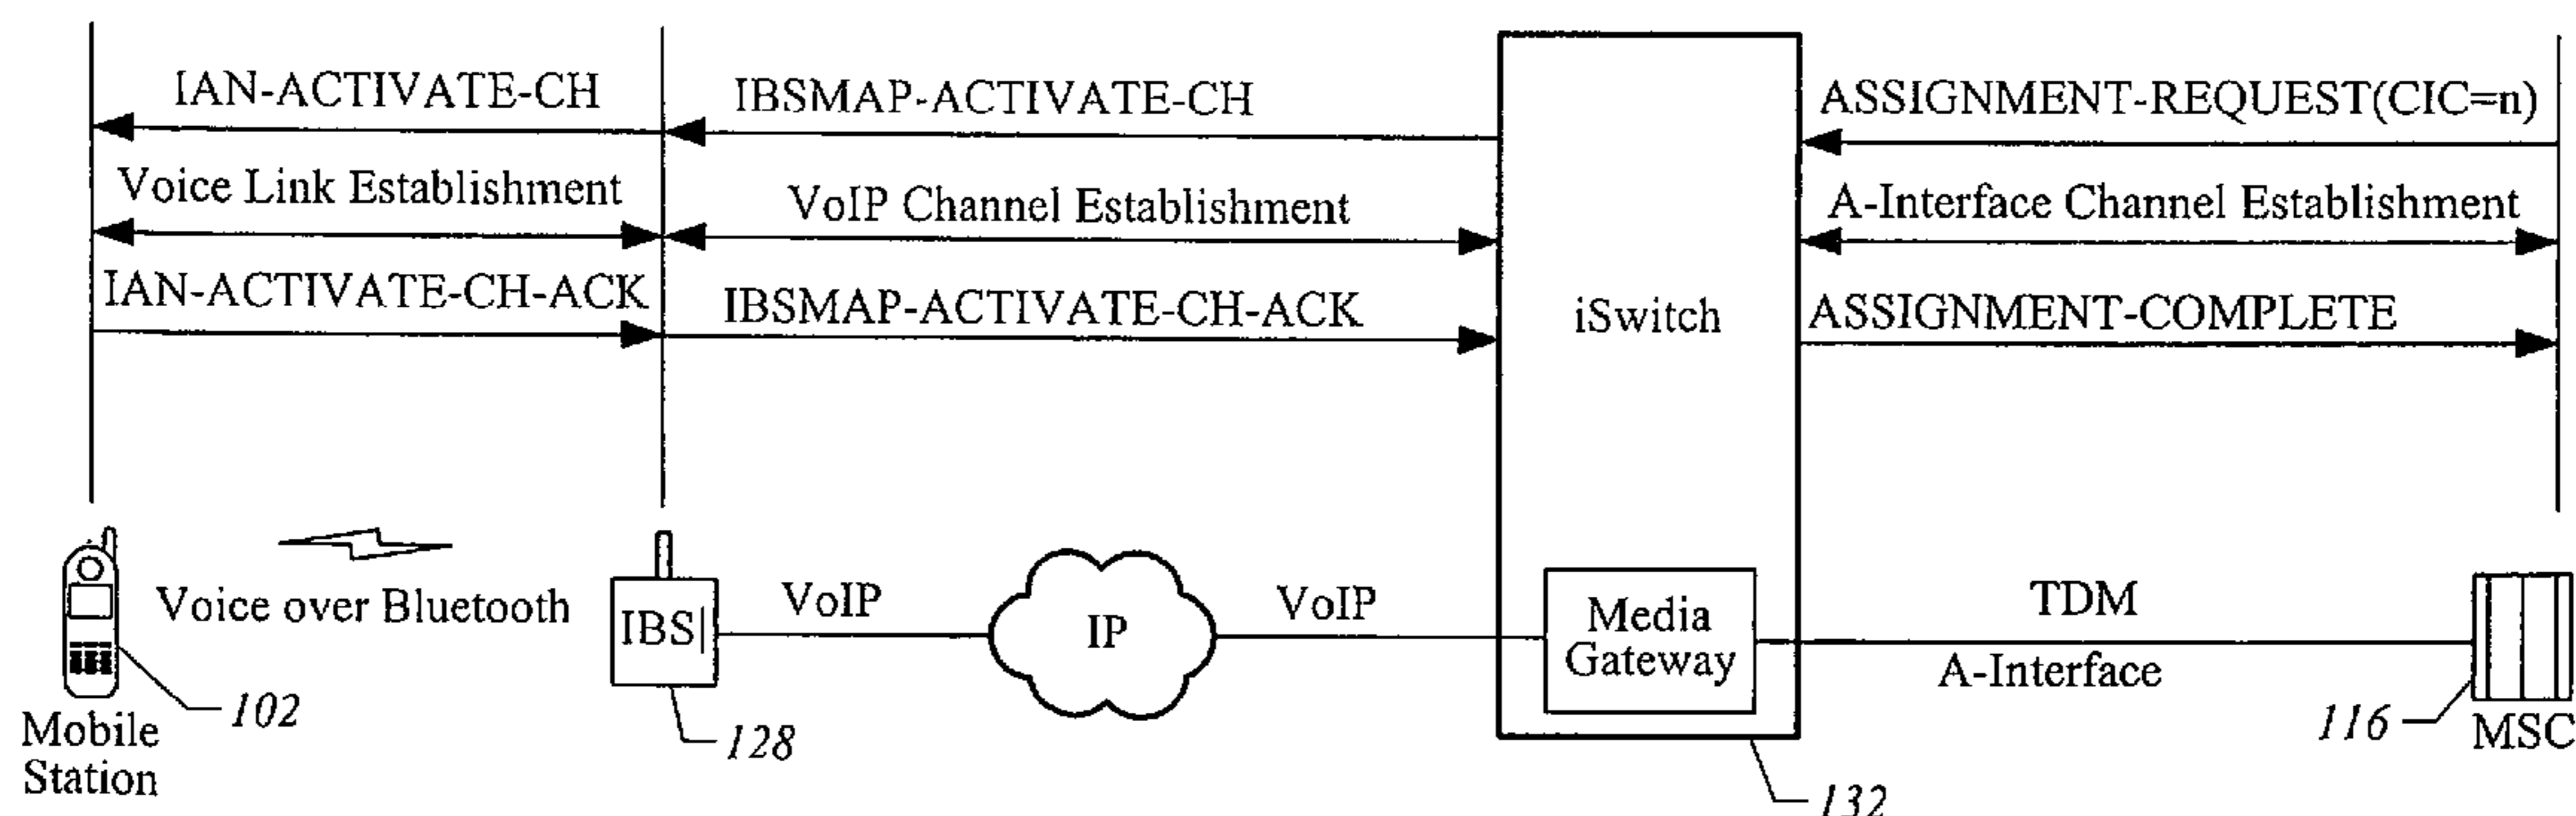 IAN-ACTIVATE-CH
IBSMAP-ACTIVATE-CH
ASSIGNMENT-REQUEST(CIC=n)
Voice Link Establishment
VoIP Channel Establishment
A-Interface Channel Establishment
IAN-ACTIVATE-CH-ACK
IBSMAP-ACTIVATE-CH-ACK
iSwitch
ASSIGNMENT-COMPLETE
Voice over Bluetooth
IBS
VoIP
IP
VoIP
Media
Gateway
TDM
A-Interface
102
128
132
116
Mobile
Station
MSC